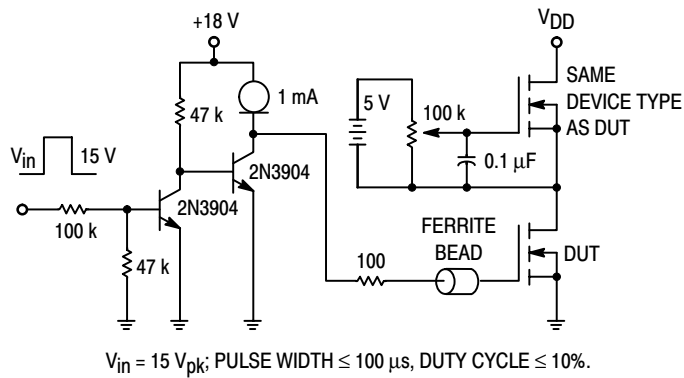 +18 V
V_DD
1 mA
47 k
5 V
100 k
SAME
DEVICE TYPE
AS DUT
V_in
15 V
2N3904
0.1 μF
2N3904
100 k
47 k
FERRITE
BEAD
100
DUT
V_in = 15 V_pk; PULSE WIDTH ≤ 100 μs, DUTY CYCLE ≤ 10%.